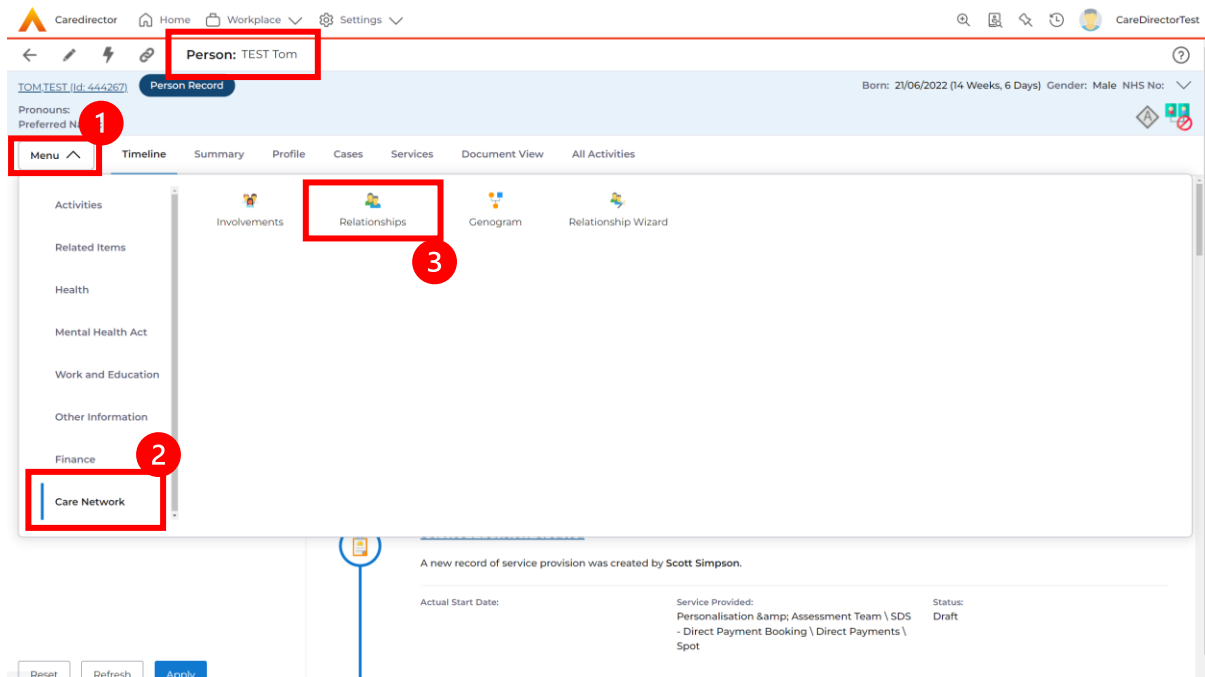 Caredirector Home Workplace Settings CareDirectorTest
Person: TEST Tom
TOM,TEST (Id: 444267) Person Record Born: 21/06/2022 (14 Weeks, 6 Days) Gender: Male NHS No:
Pronouns:
Preferred
1
Menu Timeline Summary Profile Cases Services Document View All Activities
Activities
Involvements Relationships Genogram Relationship Wizard
3
Related Items
Health
Mental Health Act
Work and Education
Other Information
Finance
2
Care Network
A new record of service provision was created by Scott Simpson.
Actual Start Date: Service Provided: Status:
Personalisation &amp; Assessment Team \ SDS Draft
- Direct Payment Booking \ Direct Payments \
Spot
Reset Refresh Apply